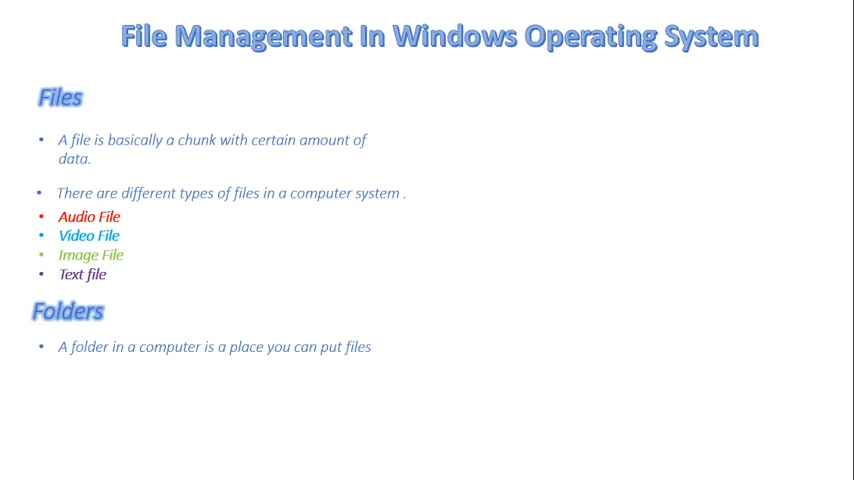 File Management In Windows Operating System
Files
• A file is basically a chunk with certain amount of
data.
• There are different types of files in a computer system .
• Audio File
• Video File
• Image File
• Text file
Folders
• A folder in a computer is a place you can put files